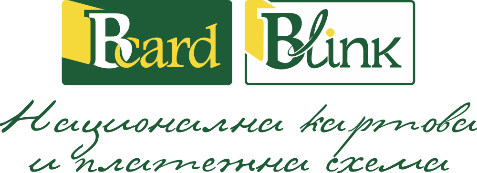 Bcard Blink
Национална картова
и платежна схема